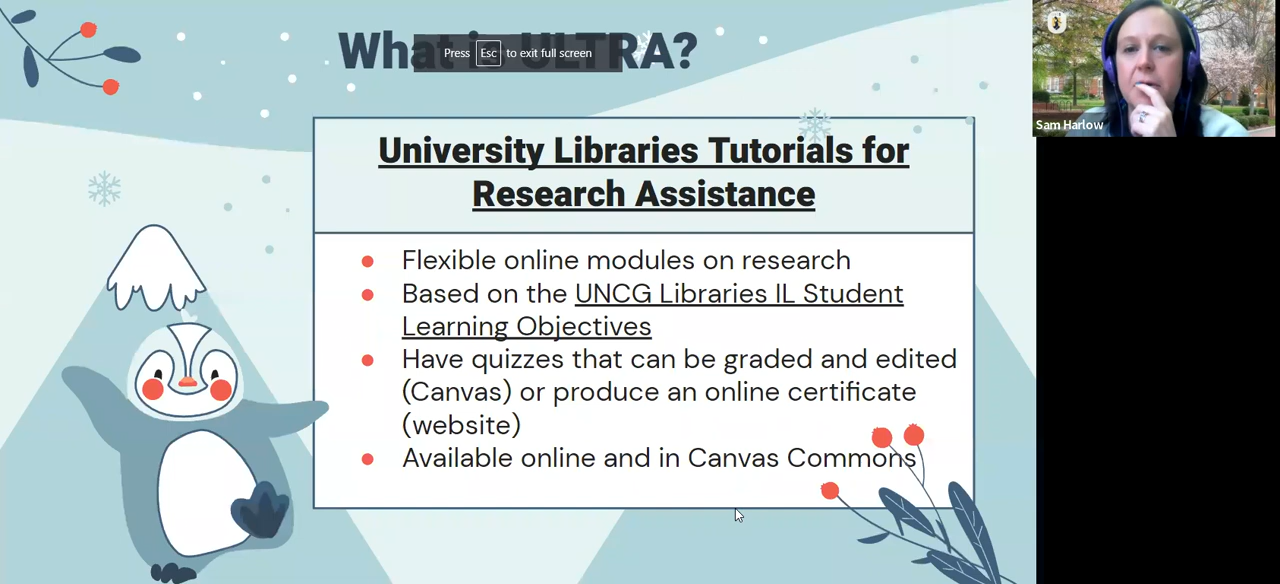 What is ULTRA?
Press Esc to exit full screen
University Libraries Tutorials for
Research Assistance
Flexible online modules on research
Based on the UNCG Libraries IL Student
Learning Objectives
Have quizzes that can be graded and edited
(Canvas) or produce an online certificate
(website)
Available online and in Canvas Commons
Sam Harlow